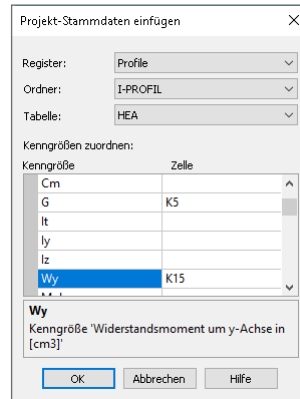 Projekt-Stammdaten einfügen
Register: Profile
Ordner: I-PROFIL
Tabelle: HEA
Kenngrößen zuordnen:
Kenngröße Zelle
Cm
G K5
It
Iy
Iz
Wy K15
Wy
Kenngröße 'Widerstandsmoment um y-Achse in
[cm3]'
OK Abbrechen Hilfe